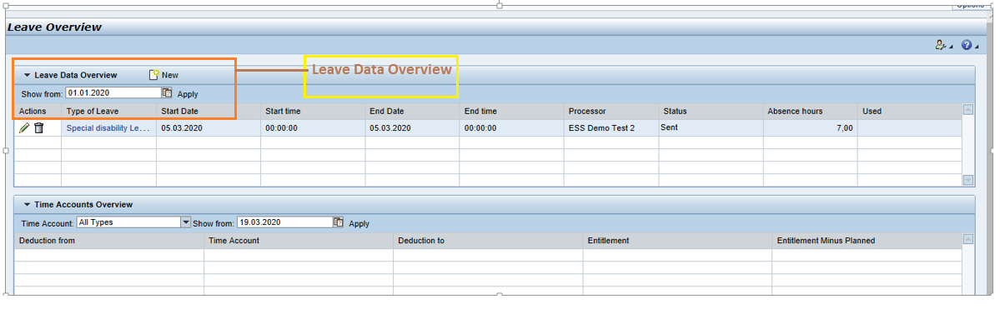 Options
Leave Overview
Leave Data Overview New Leave Data Overview
Show from: 01.01.2020 Apply
Actions Type of Leave Start Date Start time End Date End time Processor Status Absence hours Used
Special disability Le... 05.03.2020 00:00:00 05.03.2020 00:00:00 ESS Demo Test 2 Sent 7,00
Time Accounts Overview
Time Account: All Types Show from: 19.03.2020 Apply
Deduction from Time Account Deduction to Entitlement Entitlement Minus Planned